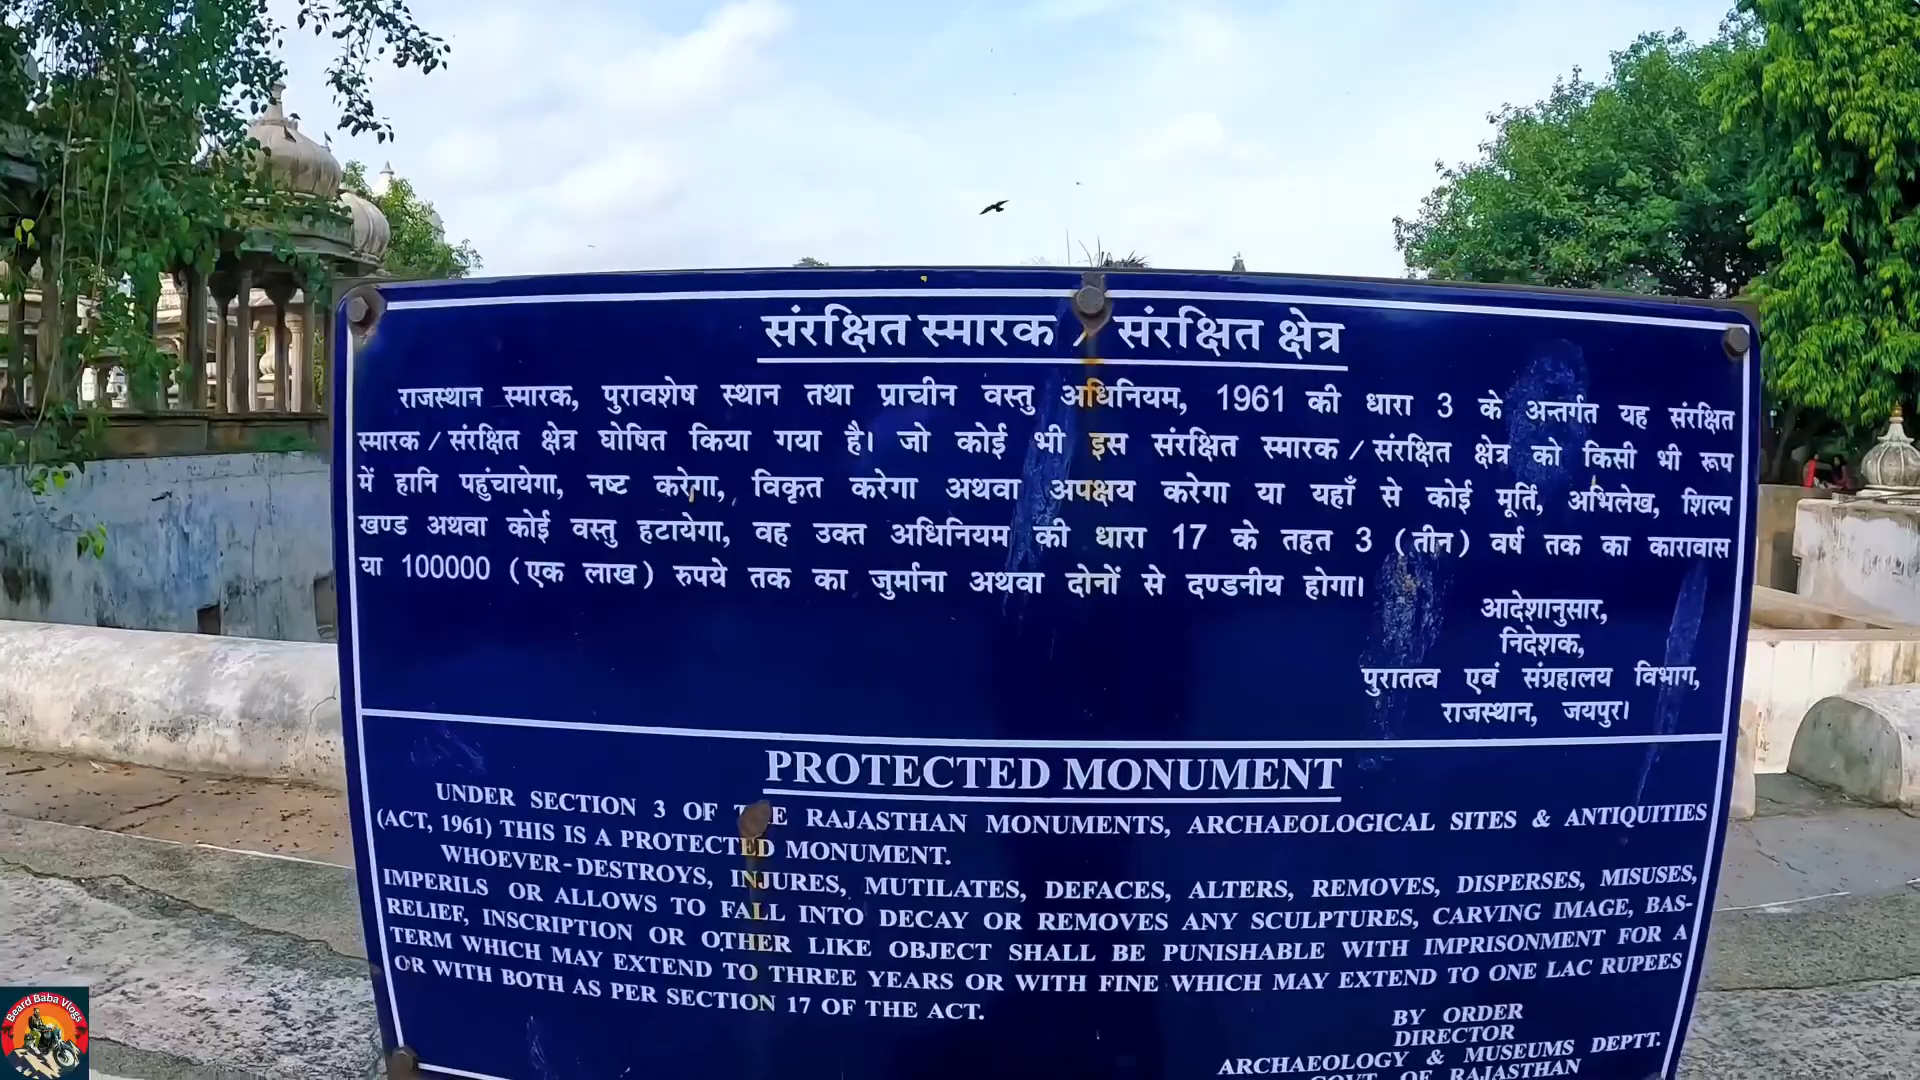 संरक्षित स्मारक / संरक्षित क्षेत्र
राजस्थान स्मारक, पुरावशेष स्थान तथा प्राचीन वस्तु अधिनियम, 1961 की धारा 3 के अन्तर्गत यह संरक्षित
स्मारक / संरक्षित क्षेत्र घोषित किया गया है। जो कोई भी इस संरक्षित स्मारक / संरक्षित क्षेत्र को किसी भी रूप
में हानि पहुंचायेगा, नष्ट करेगा, विकृत करेगा अथवा अपक्षय करेगा या यहाँ से कोई मूर्ति, अभिलेख, शिल्प
खण्ड अथवा कोई वस्तु हटायेगा, वह उक्त अधिनियम की धारा 17 के तहत 3 (तीन) वर्ष तक का कारावास
या 100000 (एक लाख) रुपये तक का जुर्माना अथवा दोनों से दण्डनीय होगा।
आदेशानुसार,
निदेशक,
पुरातत्व एवं संग्रहालय विभाग,
राजस्थान, जयपुर।
PROTECTED MONUMENT
UNDER SECTION 3 OF THE RAJASTHAN MONUMENTS, ARCHAEOLOGICAL SITES & ANTIQUITIES
(ACT, 1961) THIS IS A PROTECTED MONUMENT.
WHOEVER-DESTROYS, INJURES, MUTILATES, DEFACES, ALTERS, REMOVES, DISPERSES, MISUSES,
IMPERILS OR ALLOWS TO FALL INTO DECAY OR REMOVES ANY SCULPTURES, CARVING IMAGE, BAS-
RELIEF, INSCRIPTION OR OTHER LIKE OBJECT SHALL BE PUNISHABLE WITH IMPRISONMENT FOR A
TERM WHICH MAY EXTEND TO THREE YEARS OR WITH FINE WHICH MAY EXTEND TO ONE LAC RUPEES
OR WITH BOTH AS PER SECTION 17 OF THE ACT.
BY ORDER
DIRECTOR
ARCHAEOLOGY & MUSEUMS DEPTT.
GOVT. OF RAJASTHAN
Beard Baba Vlogs